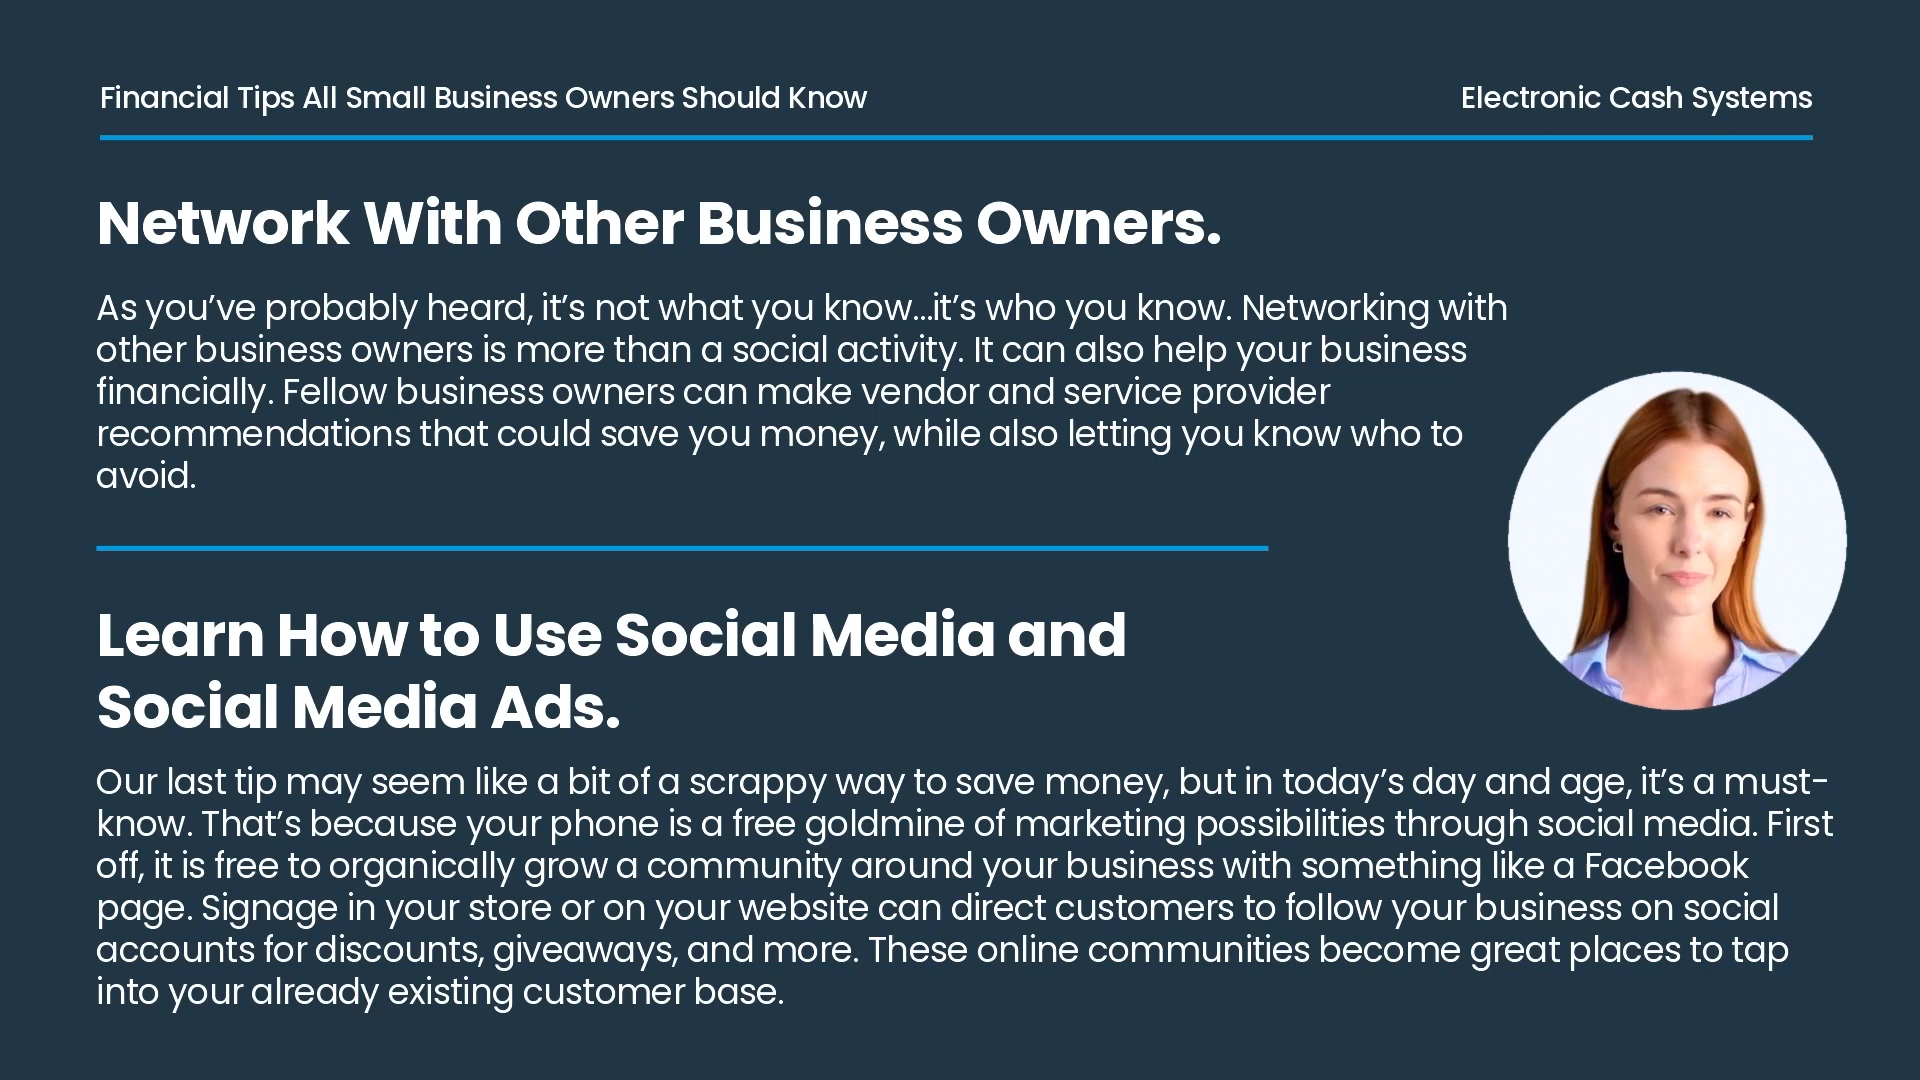 Financial Tips All Small Business Owners Should Know
Electronic Cash Systems
Network With Other Business Owners.
As you’ve probably heard, it’s not what you know...it’s who you know. Networking with
other business owners is more than a social activity. It can also help your business
financially. Fellow business owners can make vendor and service provider
recommendations that could save you money, while also letting you know who to
avoid.
Learn How to Use Social Media and
Social Media Ads.
Our last tip may seem like a bit of a scrappy way to save money, but in today’s day and age, it’s a must-
know. That’s because your phone is a free goldmine of marketing possibilities through social media. First
off, it is free to organically grow a community around your business with something like a Facebook
page. Signage in your store or on your website can direct customers to follow your business on social
accounts for discounts, giveaways, and more. These online communities become great places to tap
into your already existing customer base.